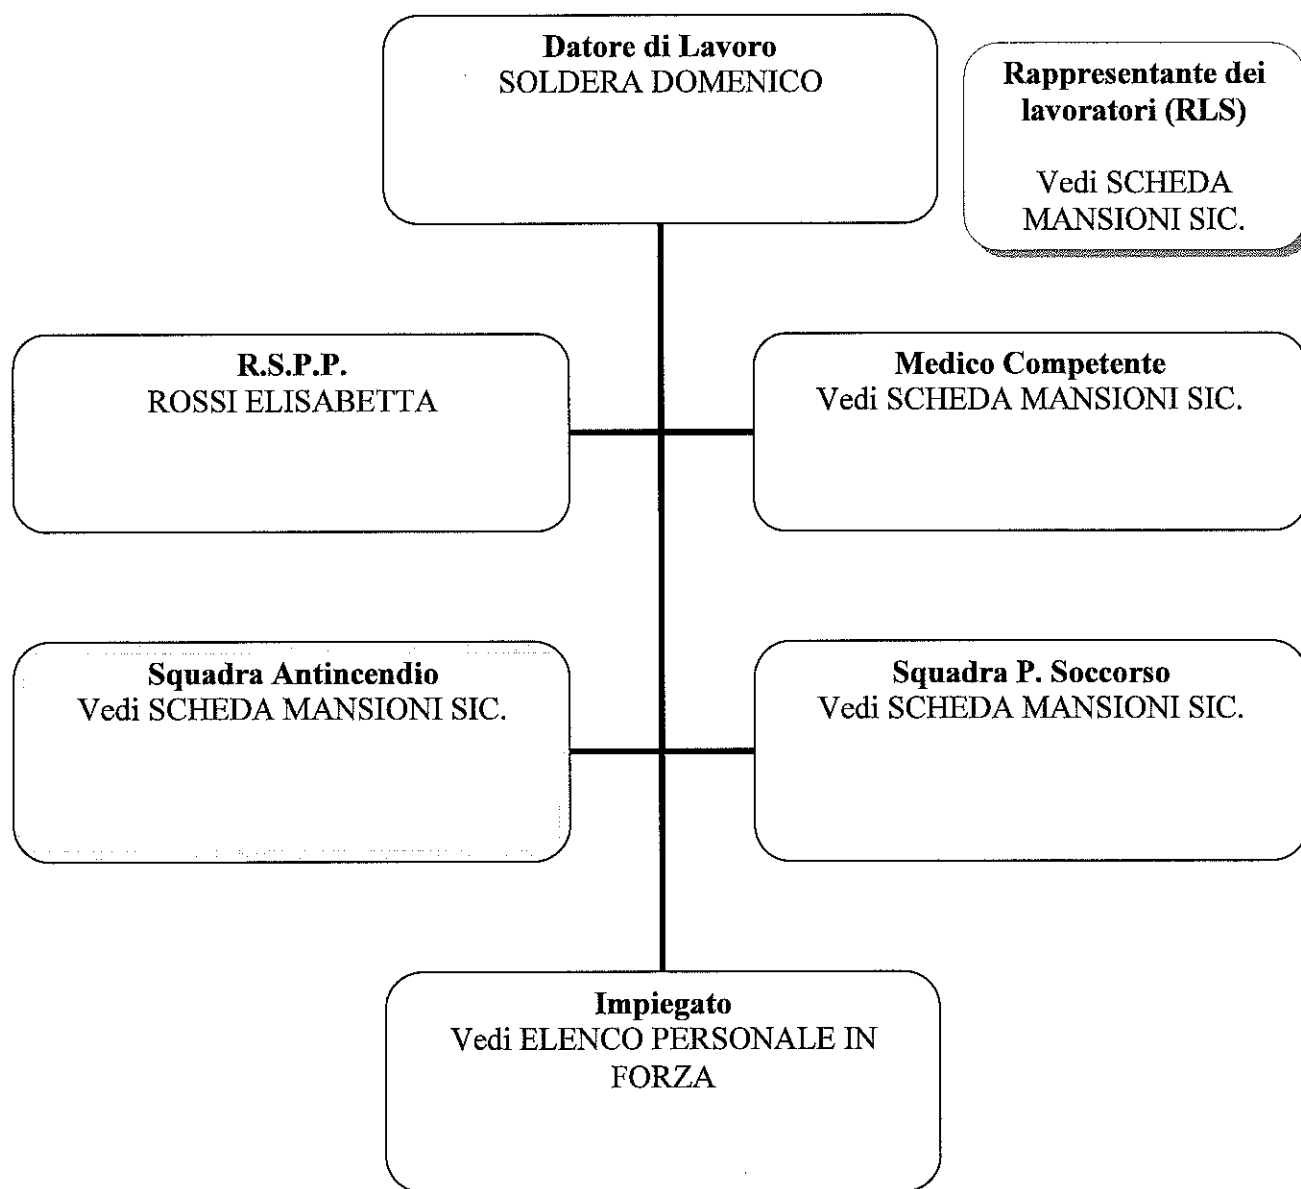 Datore di Lavoro
SOLDERA DOMENICO
Rappresentante dei
lavoratori (RLS)
Vedi SCHEDA
MANSIONI SIC.
R.S.P.P.
ROSSI ELISABETTA
Medico Competente
Vedi SCHEDA MANSIONI SIC.
Squadra Antincendio
Vedi SCHEDA MANSIONI SIC.
Squadra P. Soccorso
Vedi SCHEDA MANSIONI SIC.
Impiegato
Vedi ELENCO PERSONALE IN
FORZA